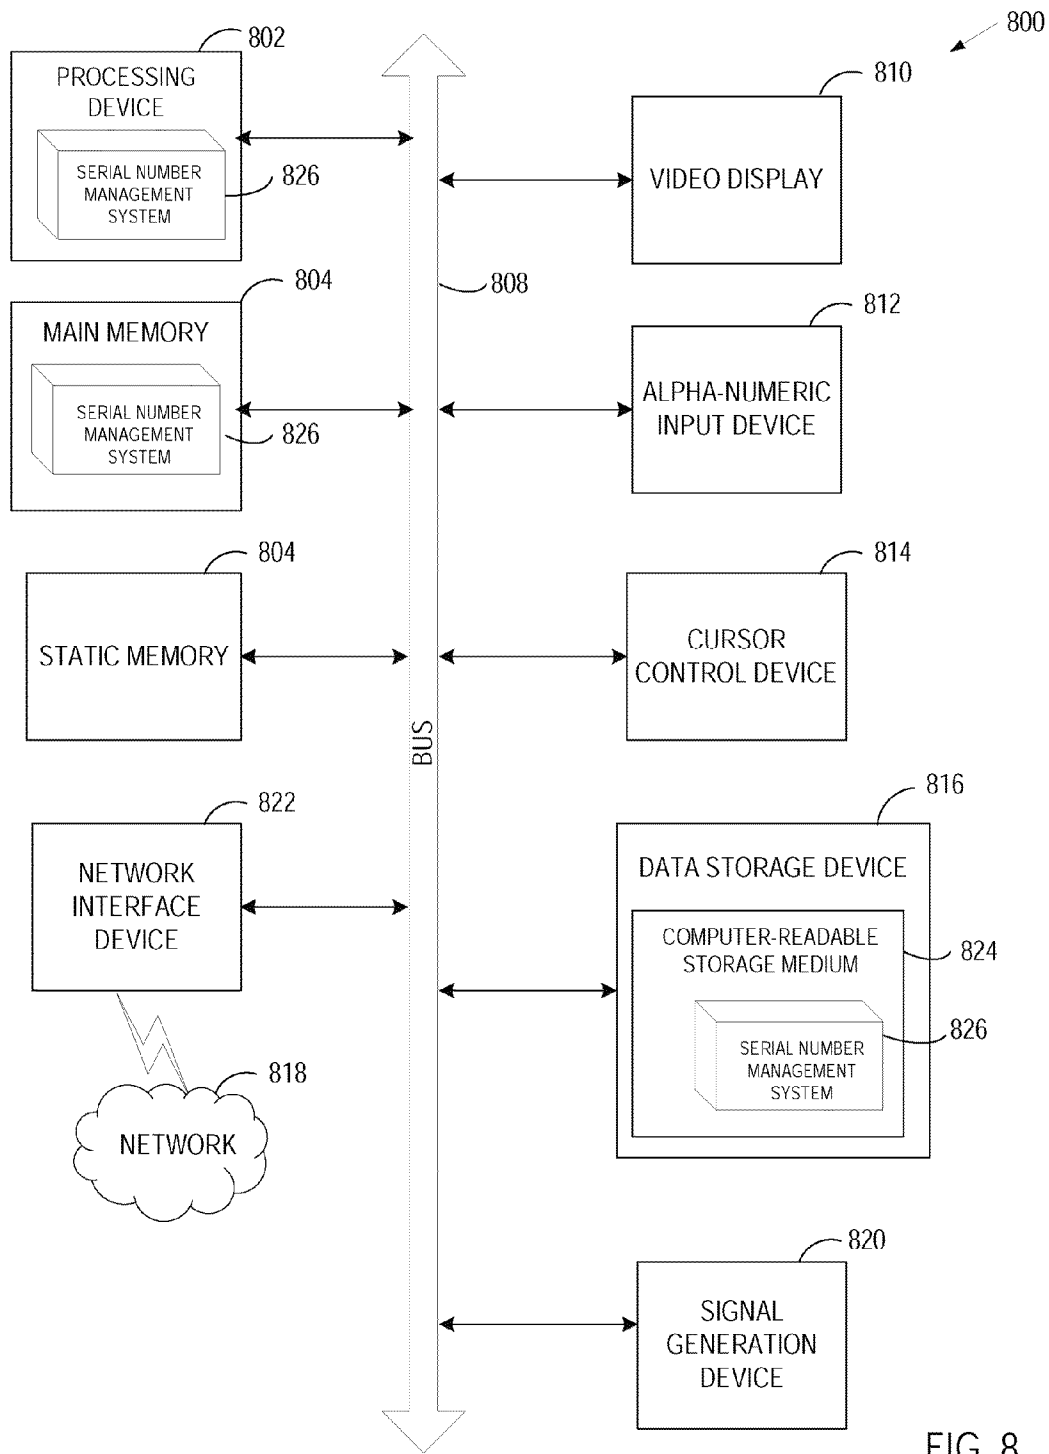 800
802
PROCESSING
DEVICE
SERIAL NUMBER
MANAGEMENT
SYSTEM
826
804
MAIN MEMORY
SERIAL NUMBER
MANAGEMENT
SYSTEM
826
804
STATIC MEMORY
822
NETWORK
INTERFACE
DEVICE
818
NETWORK
808
BUS
810
VIDEO DISPLAY
812
ALPHA-NUMERIC
INPUT DEVICE
814
CURSOR
CONTROL DEVICE
816
DATA STORAGE DEVICE
COMPUTER-READABLE
STORAGE MEDIUM
824
SERIAL NUMBER
MANAGEMENT
SYSTEM
826
820
SIGNAL
GENERATION
DEVICE
FIG. 8